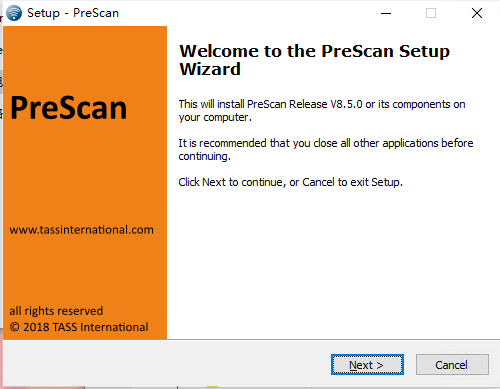 Setup - PreScan
PreScan
www.tassinternational.com
all rights reserved
© 2018 TASS International
Welcome to the PreScan Setup
Wizard
This will install PreScan Release V8.5.0 or its components on
your computer.
It is recommended that you close all other applications before
continuing.
Click Next to continue, or Cancel to exit Setup.
Next >
Cancel